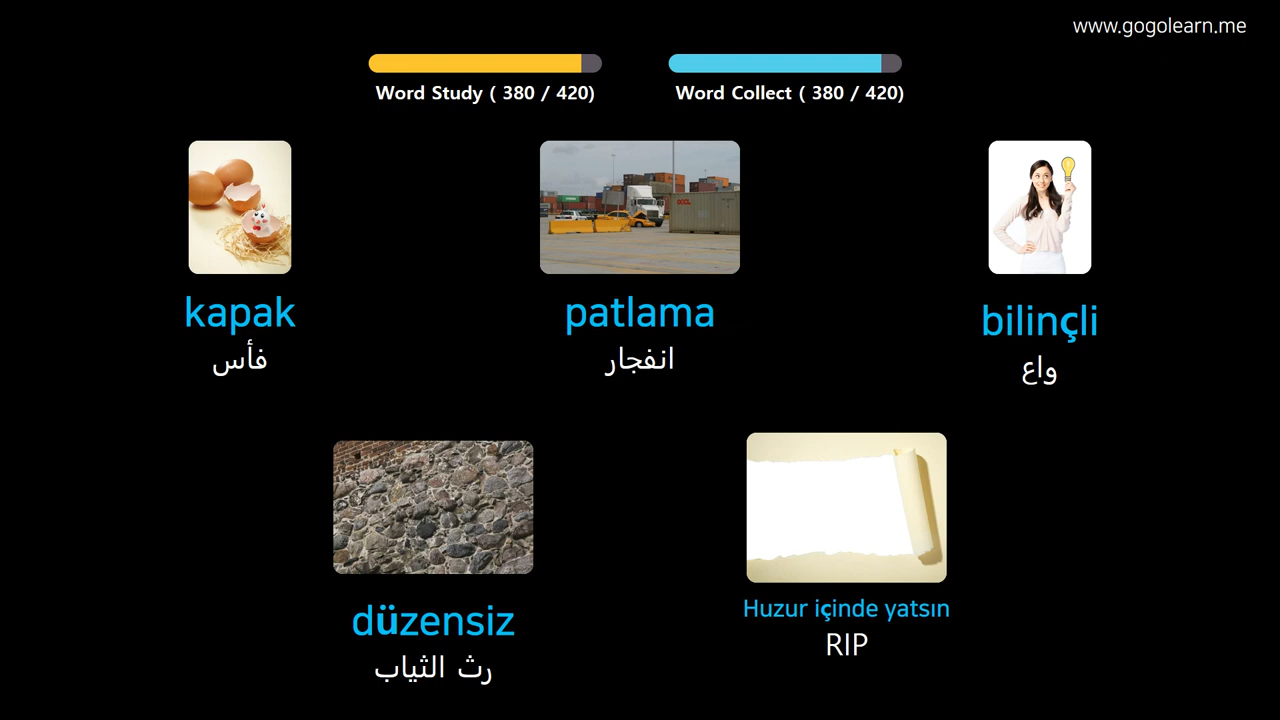 www.gogolearn.me
Word Study ( 380 / 420)
Word Collect ( 380 / 420)
kapak
فأس
patlama
انفجار
bilinçli
واع
düzensiz
رث الثياب
Huzur içinde yatsın
RIP